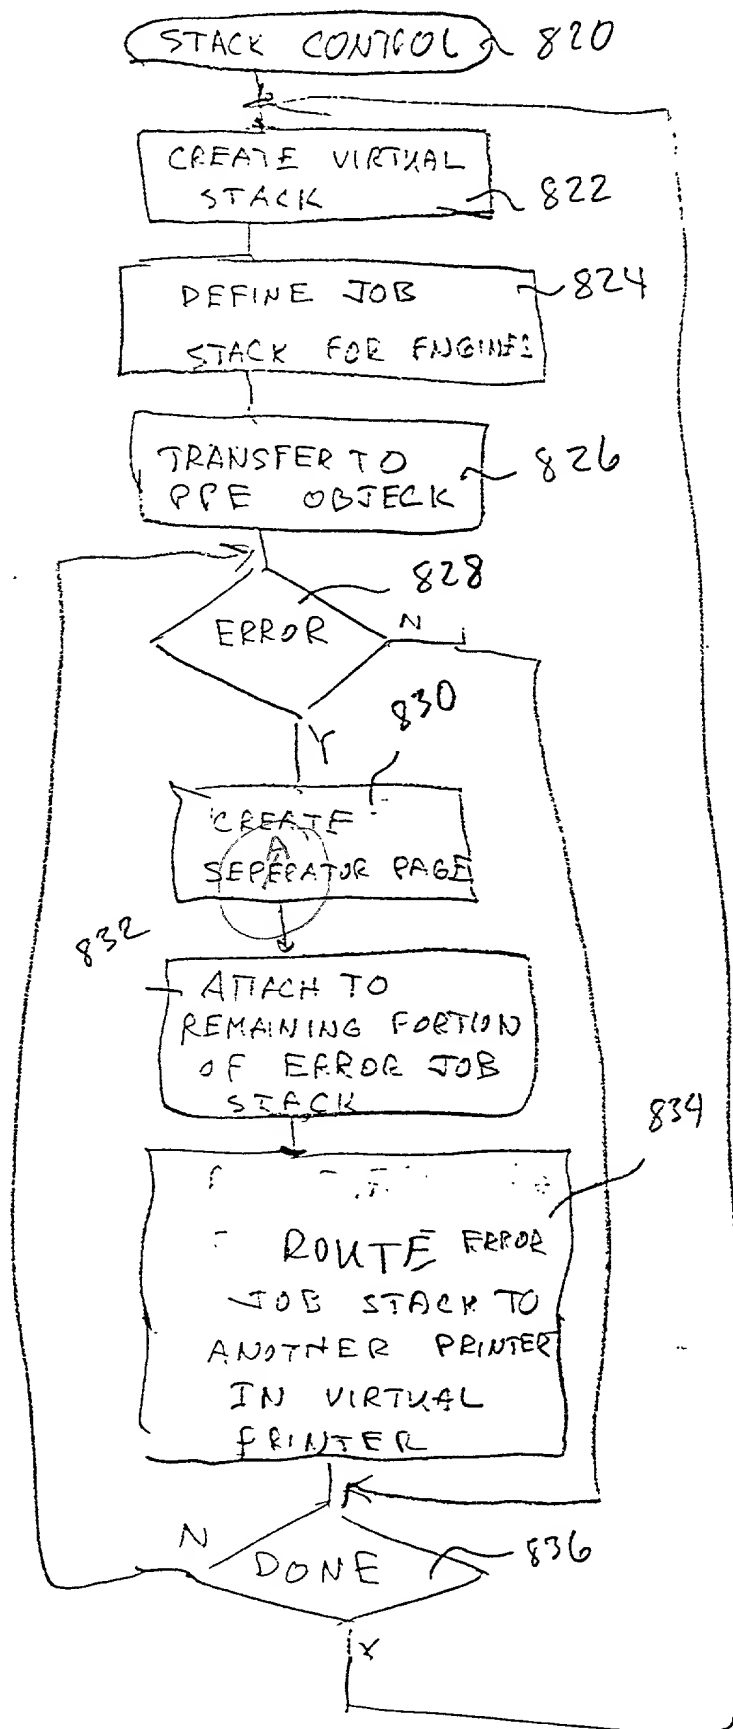 STACK CONTROL 820
CREATE VIRTUAL
STACK 822
DEFINE JOB 824
STACK FOR ENGINES
TRANSFER TO 826
PPE OBJECK
828
ERROR N
Y 830
CREATE
A
SEPERATOR PAGE
832
ATTACH TO
REMAINING PORTION
OF ERROR JOB
STACK
834
ROUTE ERROR
JOB STACK TO
ANOTHER PRINTER
IN VIRTUAL
PRINTER
N
DONE 836
Y